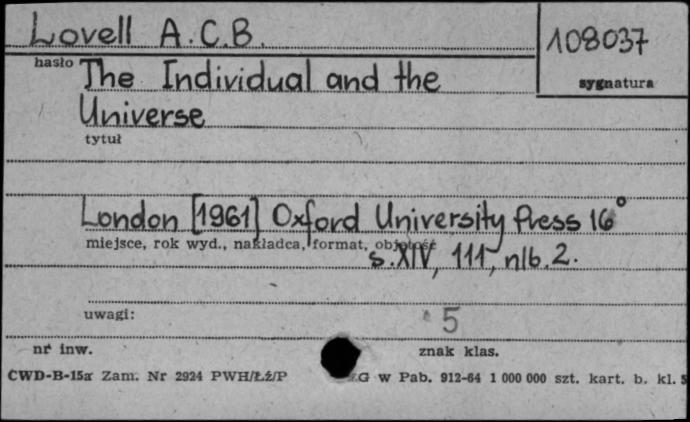 Lovell A.C.B.
108037
hasło
sygnatura
The Individual and the
Universe
tytuł
London [1961] Oxford University Press 16°
miejsce, rok wyd., nakładca, format, objętość
s. XIV, 111, nlb. 2.
uwagi:
5
nr inw.
znak klas.
CWD-B-15a Zam. Nr 2924 PWH/Łź/P G w Pab. 912-64 1 000 000 szt. kart. b. kl. 5